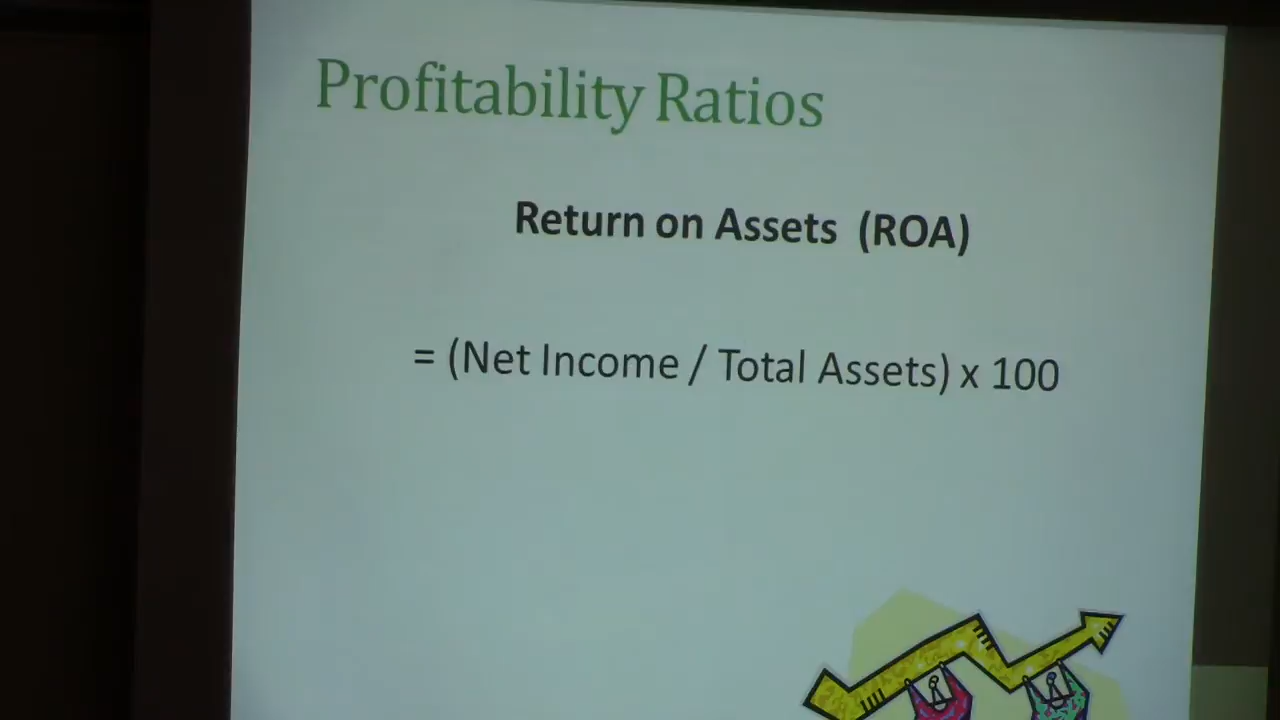 Profitability Ratios
Return on Assets (ROA)
= (Net Income / Total Assets) x 100